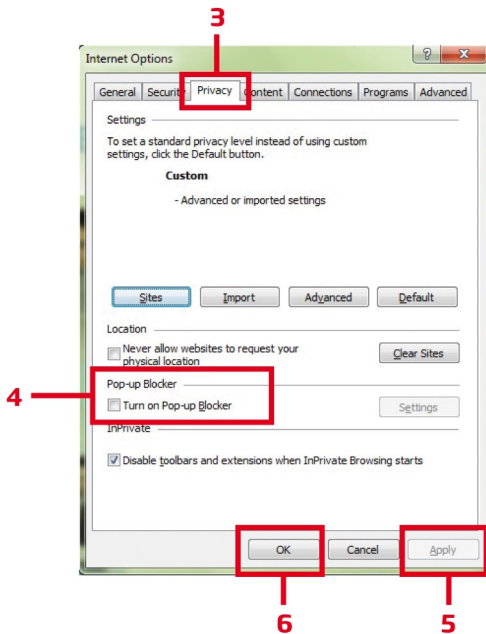 3
Internet Options
General Security Privacy Content Connections Programs Advanced
Settings
To set a standard privacy level instead of using custom
settings, click the Default button.
Custom
- Advanced or imported settings
Sites Import Advanced Default
Location
Never allow websites to request your
physical location
Clear Sites
Pop-up Blocker
4
Turn on Pop-up Blocker
Settings
InPrivate
Disable toolbars and extensions when InPrivate Browsing starts
OK Cancel Apply
6 5